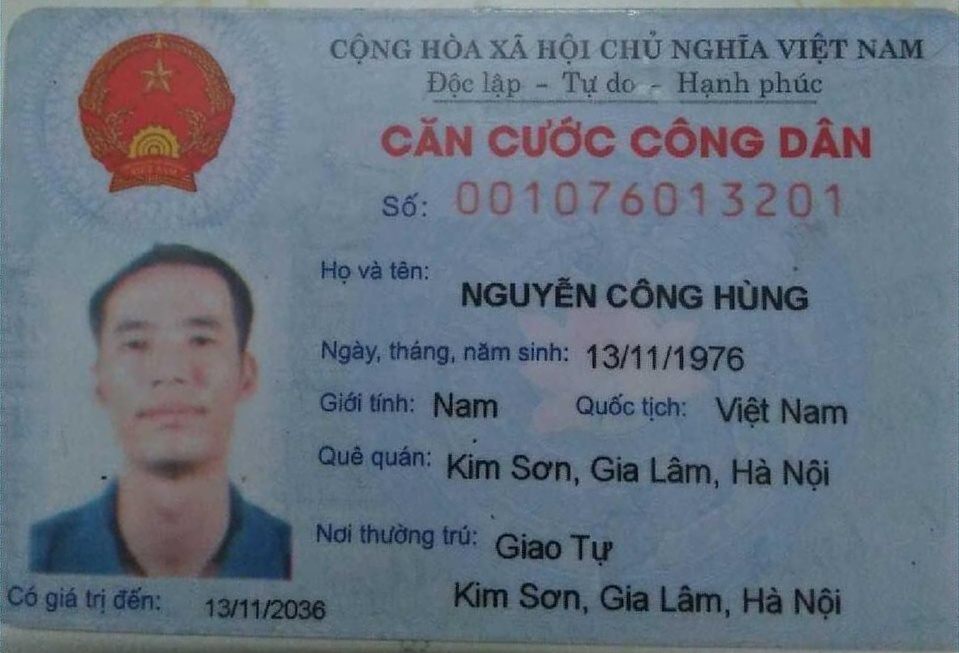 CỘNG HÒA XÃ HỘI CHỦ NGHĨA VIỆT NAM
Độc lập - Tự do - Hạnh phúc
CĂN CƯỚC CÔNG DÂN
Số: 001076013201
Họ và tên: NGUYỄN CÔNG HÙNG
Ngày, tháng, năm sinh: 13/11/1976
Giới tính: Nam Quốc tịch: Việt Nam
Quê quán: Kim Sơn, Gia Lâm, Hà Nội
Nơi thường trú: Giao Tự
Kim Sơn, Gia Lâm, Hà Nội
Có giá trị đến: 13/11/2036